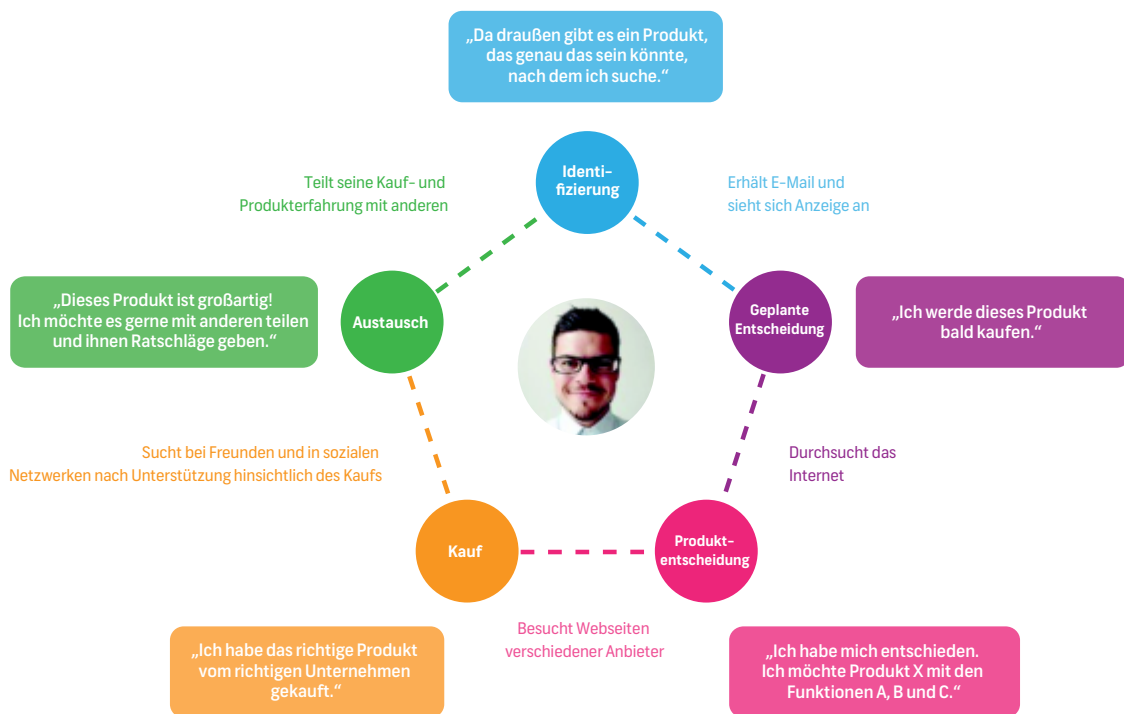 „Da draußen gibt es ein Produkt,
das genau das sein könnte,
nach dem ich suche.“
Identi-
fizierung
Teilt seine Kauf- und
Produkterfahrung mit anderen
Erhält E-Mail und
sieht sich Anzeige an
„Dieses Produkt ist großartig!
Ich möchte es gerne mit anderen teilen
und ihnen Ratschläge geben.“
Austausch
Geplante
Entscheidung
„Ich werde dieses Produkt
bald kaufen.“
Sucht bei Freunden und in sozialen
Netzwerken nach Unterstützung hinsichtlich des Kaufs
Durchsucht das
Internet
Kauf
Produkt-
entscheidung
Besucht Webseiten
verschiedener Anbieter
„Ich habe das richtige Produkt
vom richtigen Unternehmen
gekauft.“
„Ich habe mich entschieden.
Ich möchte Produkt X mit den
Funktionen A, B und C.“